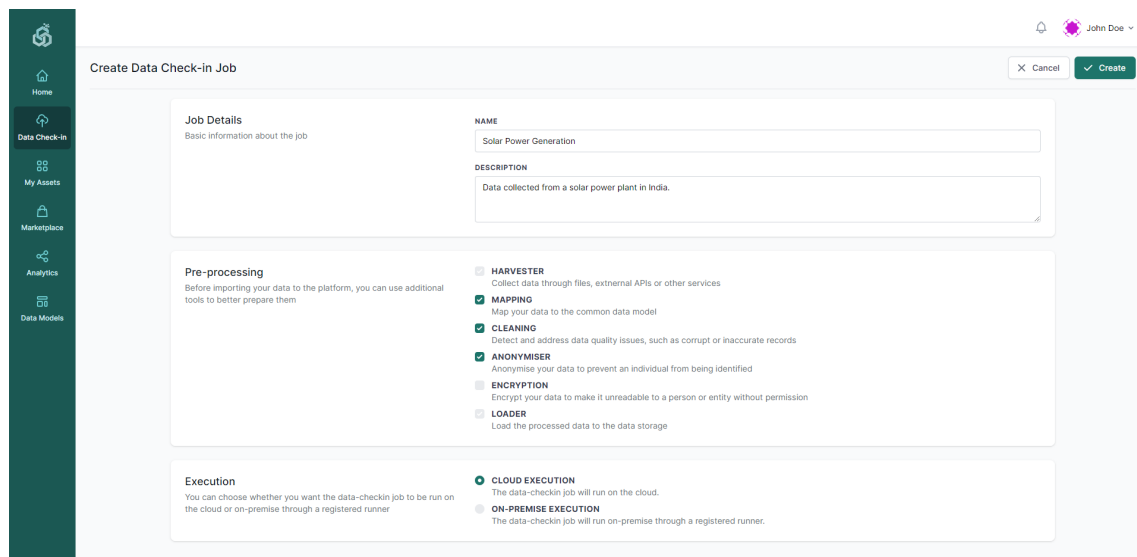 John Doe
Create Data Check-in Job
Cancel
Create
Home
Data Check-in
My Assets
Marketplace
Analytics
Data Models
Job Details
Basic information about the job
NAME
Solar Power Generation
DESCRIPTION
Data collected from a solar power plant in India.
Pre-processing
Before importing your data to the platform, you can use additional
tools to better prepare them
HARVESTER
Collect data through files, extnernal APIs or other services
MAPPING
Map your data to the common data model
CLEANING
Detect and address data quality issues, such as corrupt or inaccurate records
ANONYMISER
Anonymise your data to prevent an individual from being identified
ENCRYPTION
Encrypt your data to make it unreadable to a person or entity without permission
LOADER
Load the processed data to the data storage
Execution
You can choose whether you want the data-checkin job to be run on
the cloud or on-premise through a registered runner
CLOUD EXECUTION
The data-checkin job will run on the cloud.
ON-PREMISE EXECUTION
The data-checkin job will run on-premise through a registered runner.